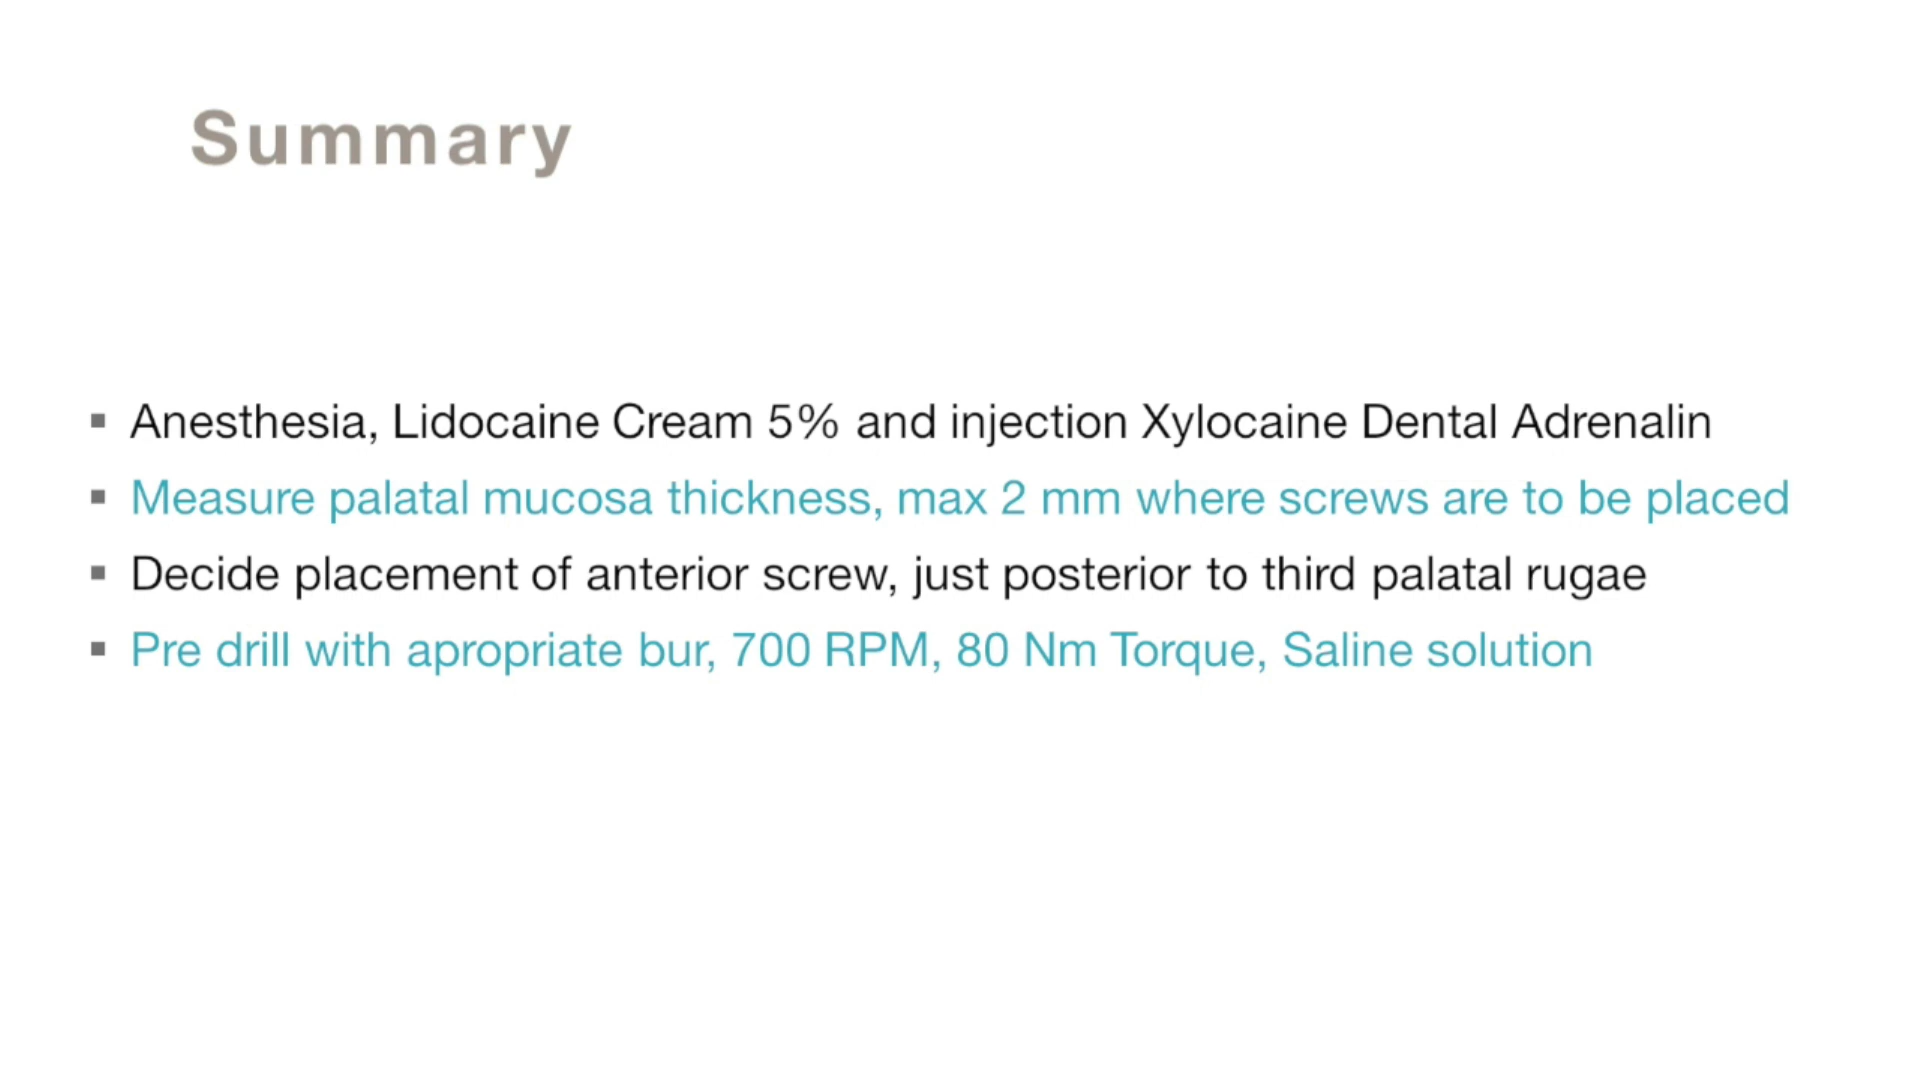 Summary
▪ Anesthesia, Lidocaine Cream 5% and injection Xylocaine Dental Adrenalin
▪ Measure palatal mucosa thickness, max 2 mm where screws are to be placed
▪ Decide placement of anterior screw, just posterior to third palatal rugae
▪ Pre drill with apropriate bur, 700 RPM, 80 Nm Torque, Saline solution